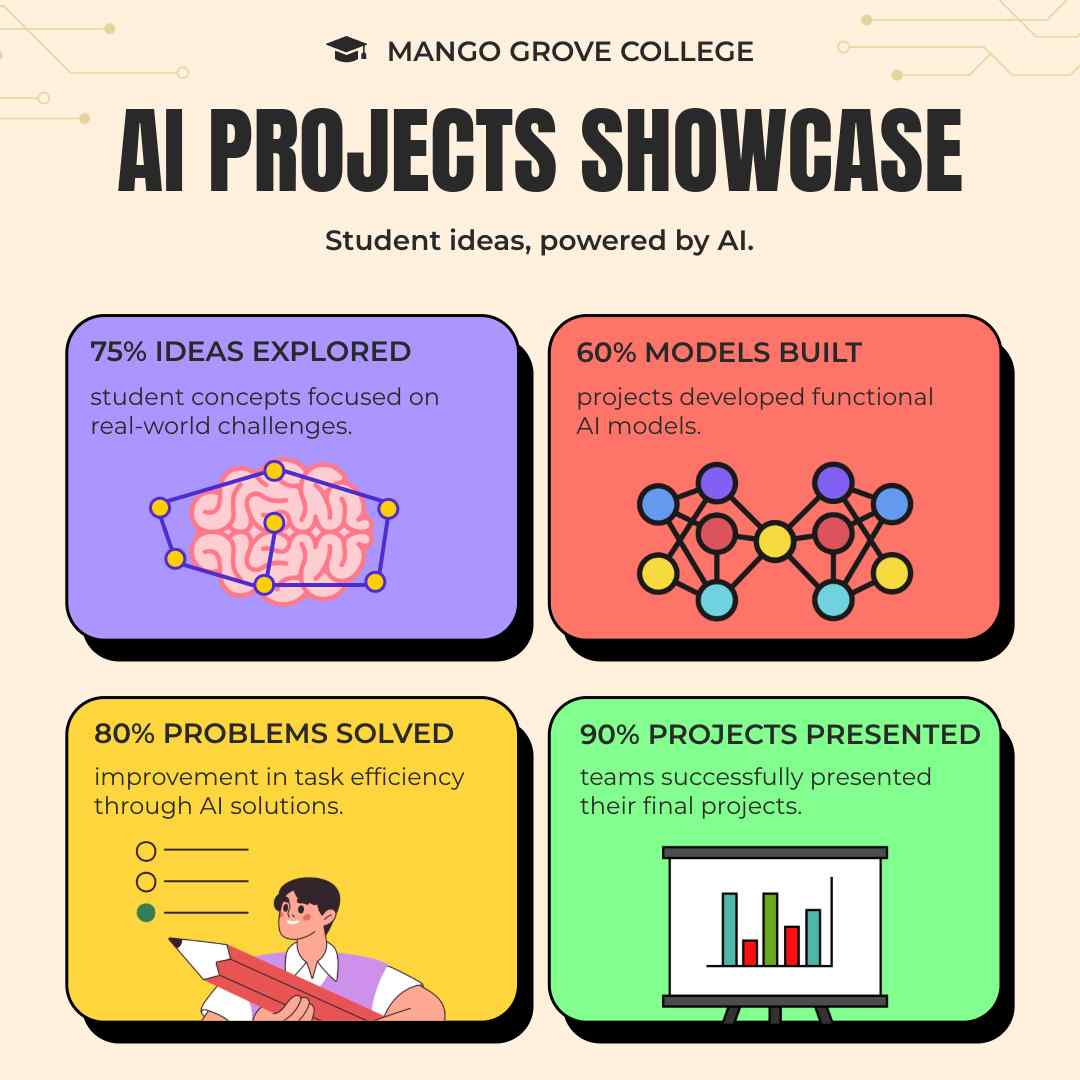 MANGO GROVE COLLEGE
AI PROJECTS SHOWCASE
Student ideas, powered by AI.
75% IDEAS EXPLORED
student concepts focused on
real-world challenges.
60% MODELS BUILT
projects developed functional
AI models.
80% PROBLEMS SOLVED
improvement in task efficiency
through AI solutions.
90% PROJECTS PRESENTED
teams successfully presented
their final projects.